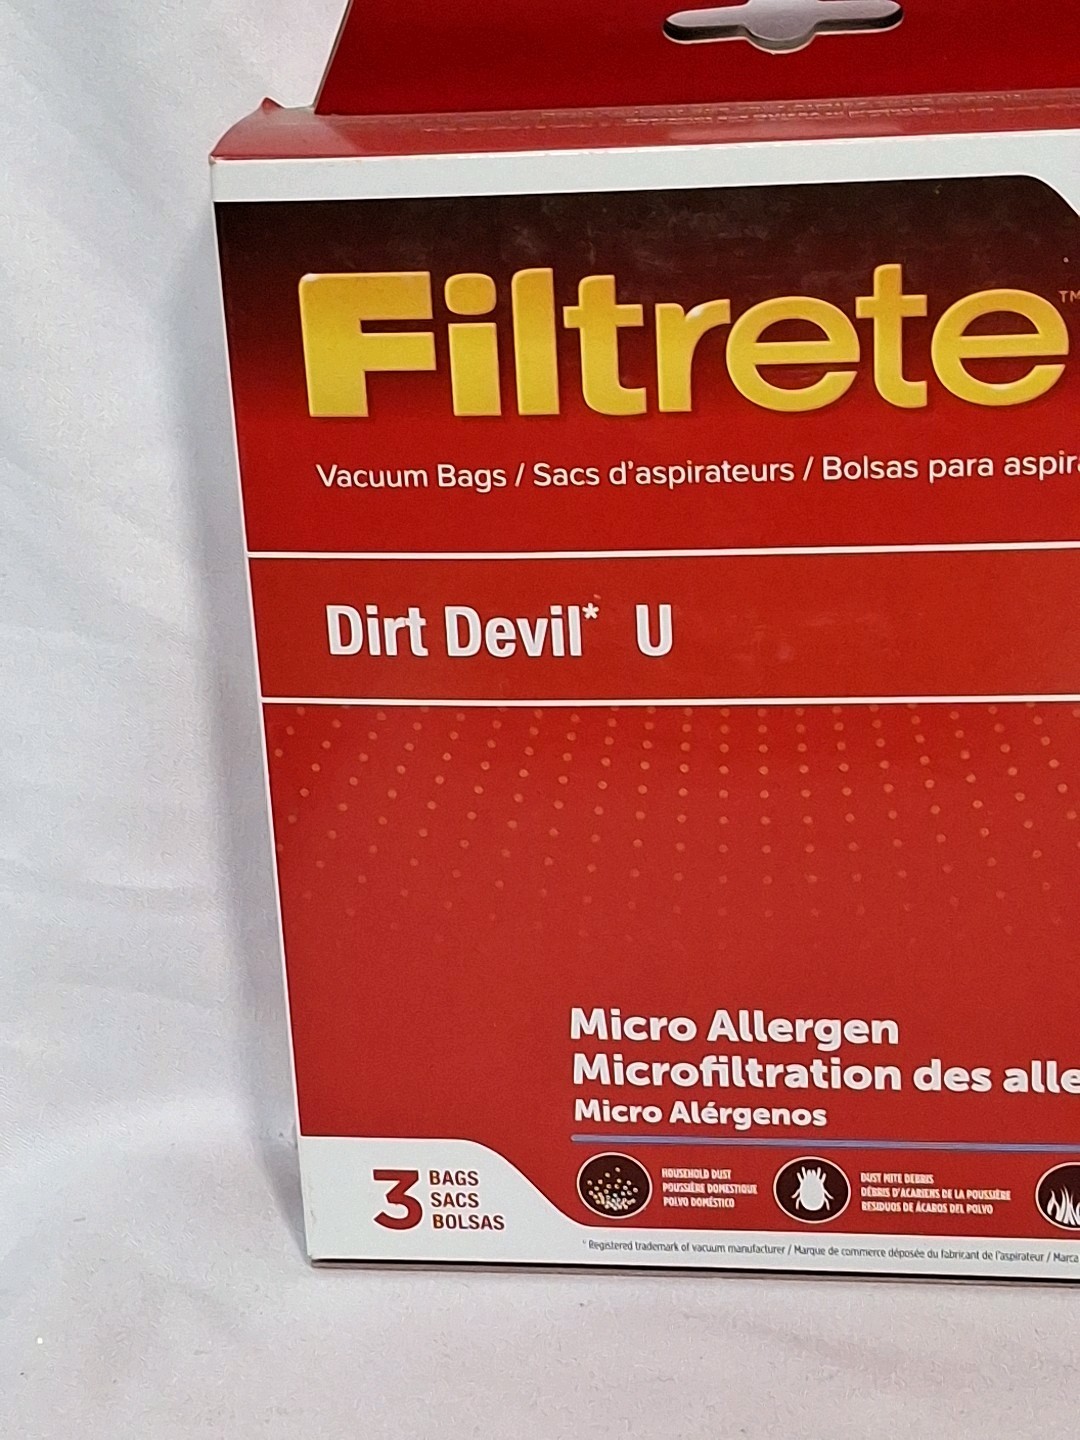 Filtrete™
Vacuum Bags / Sacs d'aspirateurs / Bolsas para aspira
Dirt Devil* U
Micro Allergen
Microfiltration des alle
Micro Alérgenos
3 BAGS
SACS
BOLSAS
HOUSEHOLD DUST
POUSSIÈRE DOMESTIQUE
POLVO DOMÉSTICO
DUST MITE DEBRIS
DÉBRIS D'ACARIENS DE LA POUSSIÈRE
RESIDUOS DE ÁCAROS DEL POLVO
* Registered trademark of vacuum manufacturer / Marque de commerce déposée du fabricant de l'aspirateur / Marca